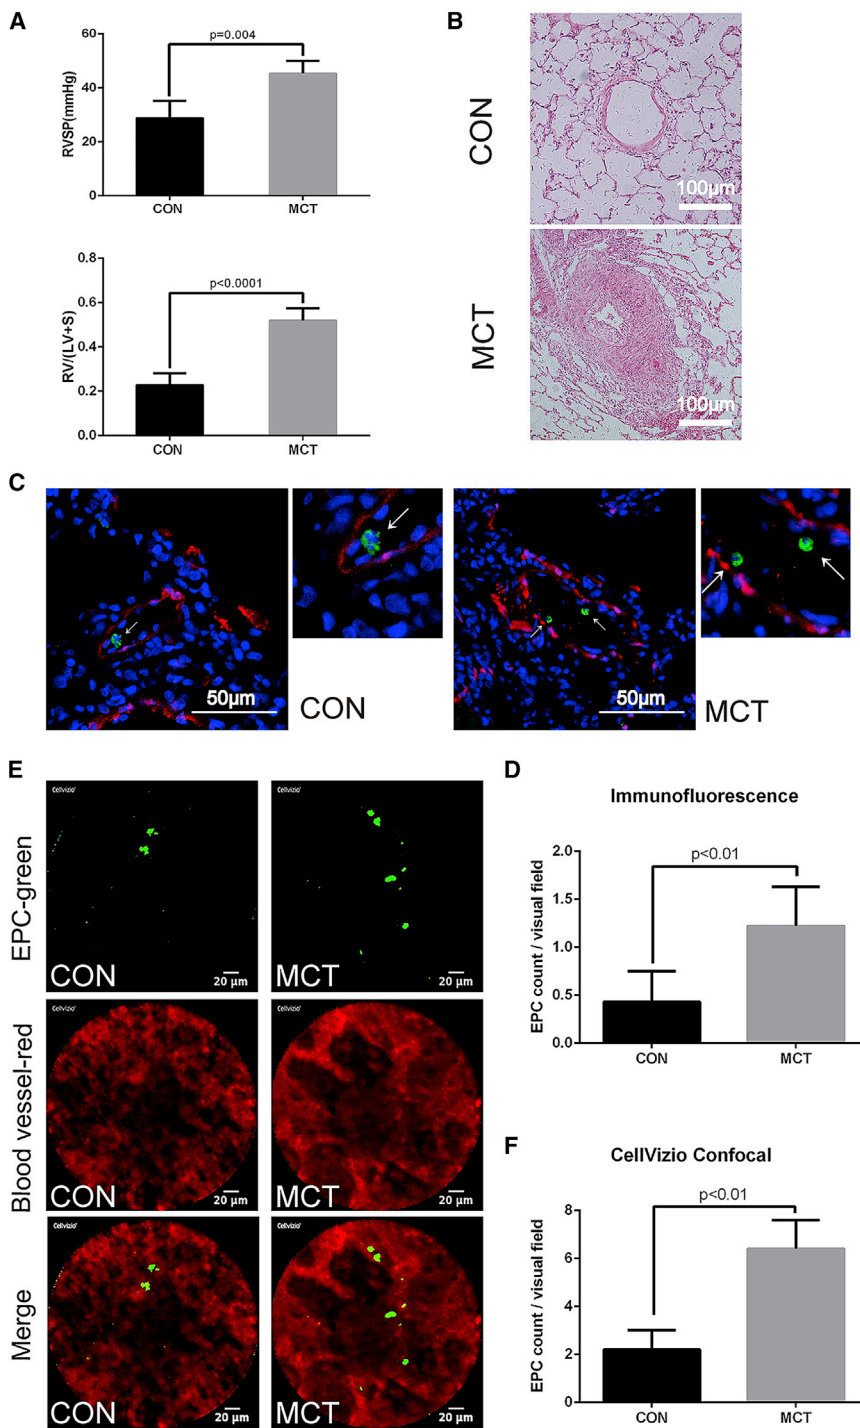 A
p=0.004
60
40
20
0
RVSP(mmHg)
CON
MCT
p<0.0001
0.8
0.6
0.4
0.2
0.0
RV/(LV+S)
CON
MCT
B
CON
100µm
MCT
100µm
C
50µm
CON
50µm
MCT
E
EPC-green
Cellvizio
CON
20 µm
Cellvizio
MCT
20 µm
Blood vessel-red
Cellvizio
CON
20 µm
Cellvizio
MCT
20 µm
Merge
Cellvizio
CON
20 µm
Cellvizio
MCT
20 µm
D
Immunofluorescence
p<0.01
2.0
1.5
1.0
0.5
0.0
EPC count / visual field
CON
MCT
F
CellVizio Confocal
p<0.01
8
6
4
2
0
EPC count / visual field
CON
MCT